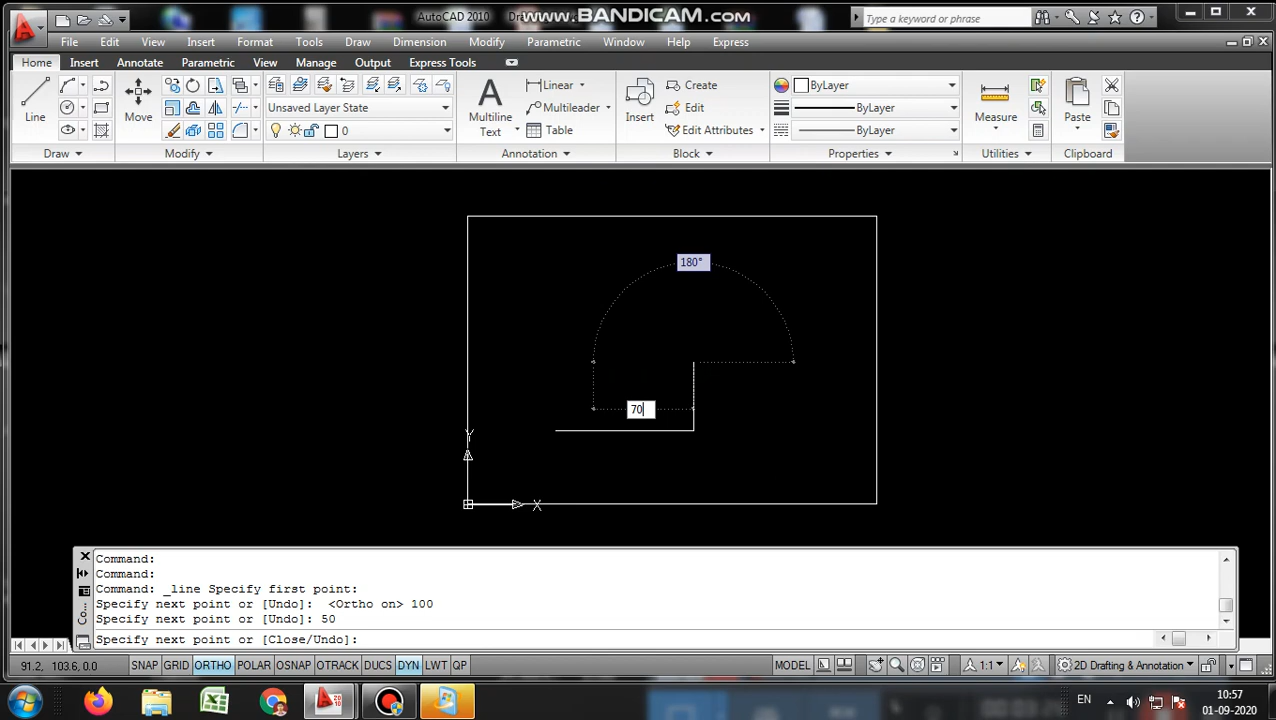 AutoCAD 2010
www.BANDICAM.com
Type a keyword or phrase
File Edit View Insert Format Tools Draw Dimension Modify Parametric Window Help Express
Home Insert Annotate Parametric View Manage Output Express Tools
Line
Move
Unsaved Layer State
0
Multiline
Text
Linear
Multileader
Table
Insert
Create
Edit
Edit Attributes
ByLayer
ByLayer
ByLayer
Measure
Paste
Draw Modify Layers Annotation Block Properties Utilities Clipboard
180°
70
Y
X
Command:
Command:
Command: _line Specify first point:
Specify next point or [Undo]: <Ortho on> 100
Specify next point or [Undo]: 50
Specify next point or [Close/Undo]:
Co...
91.2, 103.6, 0.0 SNAP GRID ORTHO POLAR OSNAP OTRACK DUCS DYN LWT QP MODEL 1:1 2D Drafting & Annotation
EN
10:57
01-09-2020